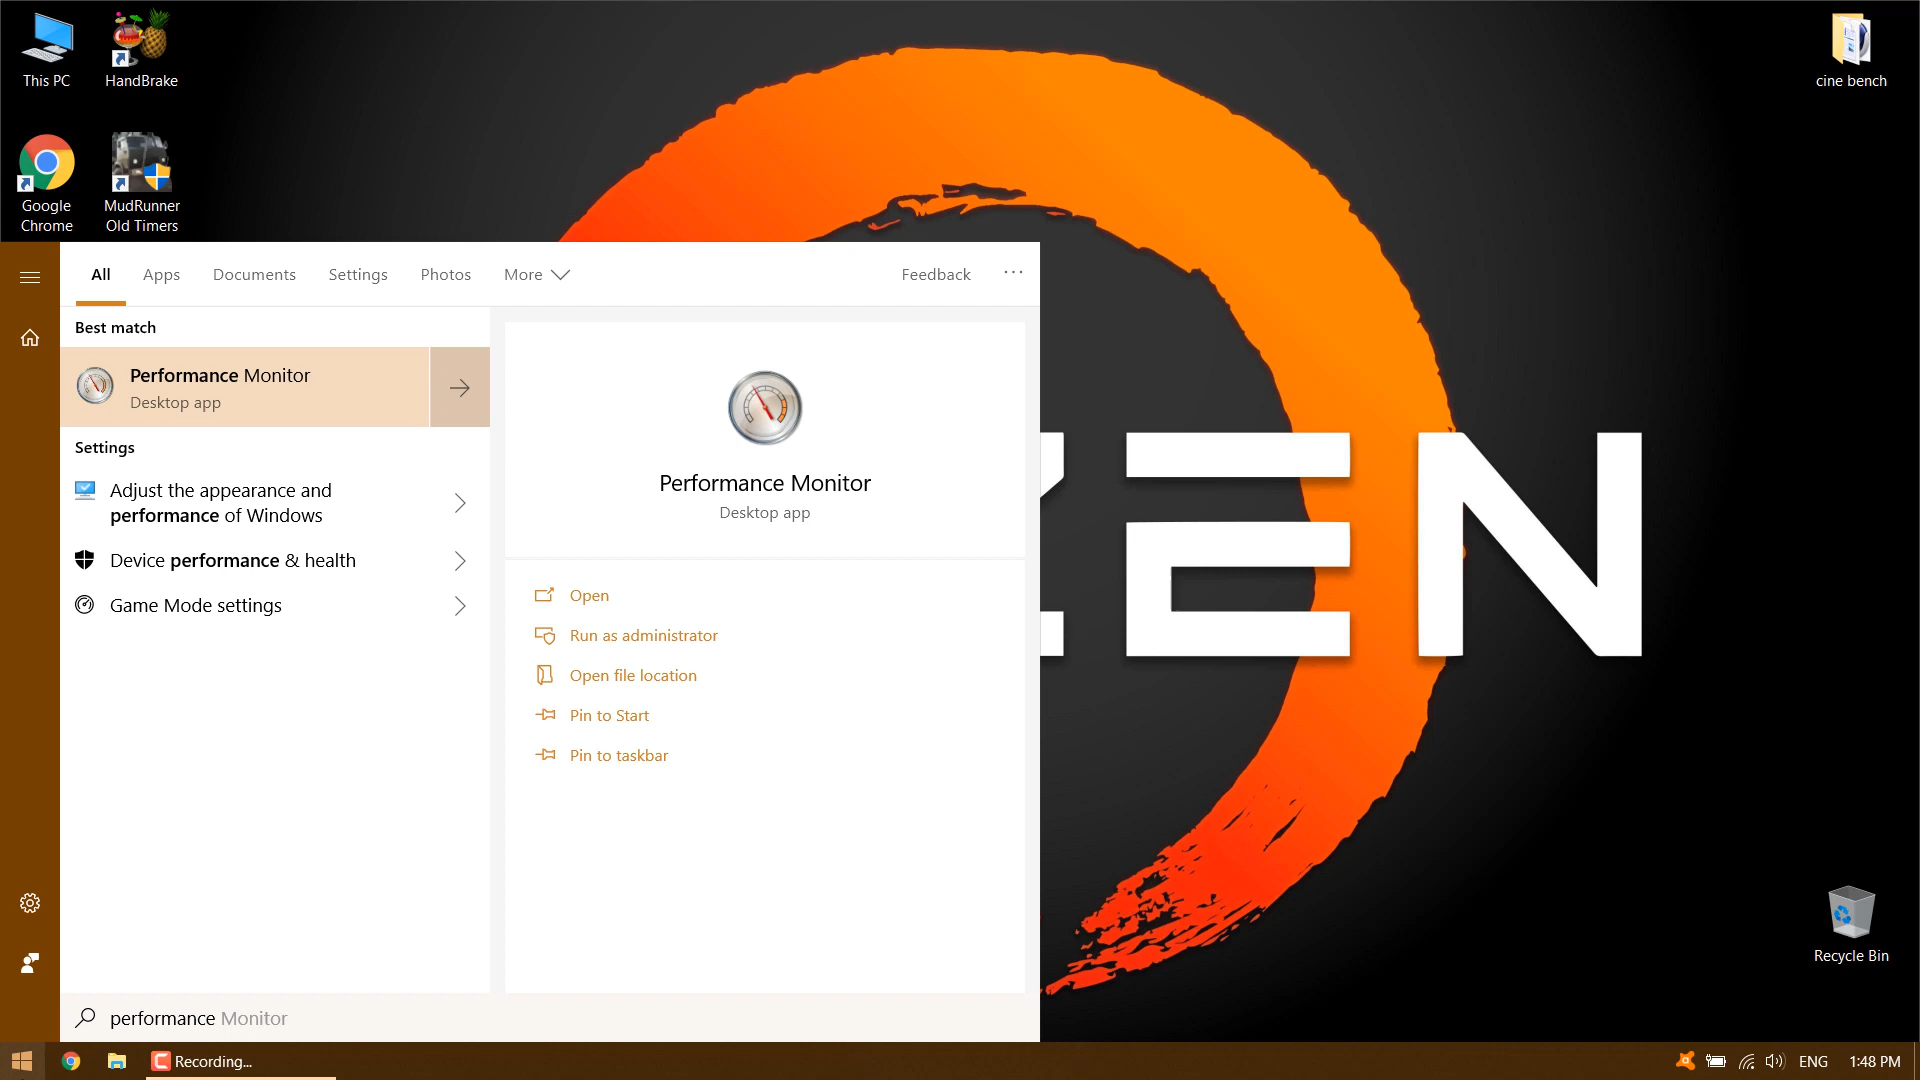 This PC
HandBrake
cine bench
Google
Chrome
MudRunner
Old Timers
All Apps Documents Settings Photos More Feedback ...
Best match
Performance Monitor
Desktop app
Settings
Adjust the appearance and
performance of Windows
Device performance & health
Game Mode settings
Performance Monitor
Desktop app
Open
Run as administrator
Open file location
Pin to Start
Pin to taskbar
ZEN
Recycle Bin
performance Monitor
Recording...
ENG 1:48 PM